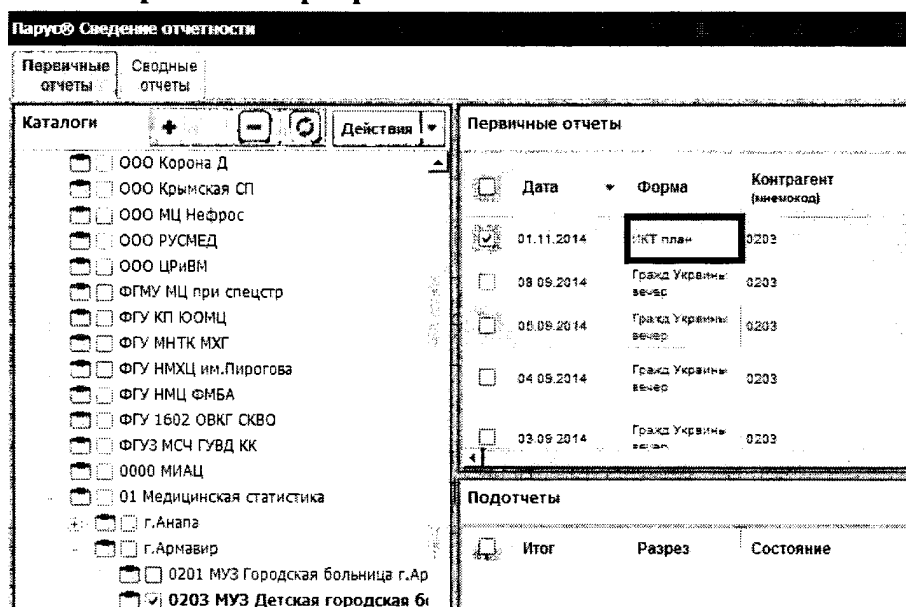 Парус® Сведение отчетности
Первичные отчеты
Сводные отчеты
Каталоги
Действия
ООО Корона Д
ООО Крымская СП
ООО МЦ Нефрос
ООО РУСМЕД
ООО ЦРиВМ
ФГМУ МЦ при спецстр
ФГУ КП ЮОМЦ
ФГУ МНТК МХГ
ФГУ НМХЦ им.Пирогова
ФГУ НМЦ ФМБА
ФГУ 1602 ОВКГ СКВО
ФГУЗ МСЧ ГУВД КК
0000 МИАЦ
01 Медицинская статистика
г.Анапа
г.Армавир
0201 МУЗ Городская больница г.Ар
0203 МУЗ Детская городская б
Первичные отчеты
Дата Форма Контрагент
(мнемокод)
01.11.2014 ИКТ план 0203
08.09.2014 Гражд Украины вечер 0203
05.09.2014 Гражд Украины вечер 0203
04.09.2014 Гражд Украины вечер 0203
03.09.2014 Гражд Украины вечер 0203
Подотчеты
Итог Разрез Состояние